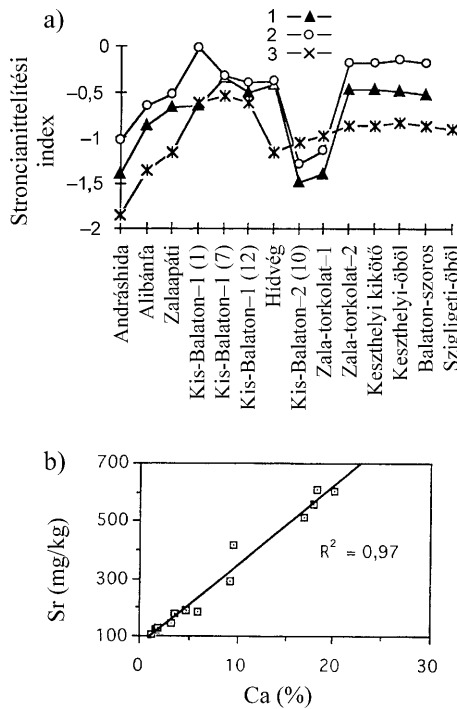 a)
1
2
3
Stroncianittelítési
index
0
–0,5
–1
–1,5
–2
Andráshida
Alibánfa
Zalaapáti
Kis-Balaton–1 (1)
Kis-Balaton–1 (7)
Kis-Balaton–1 (12)
Hídvég
Kis-Balaton–2 (10)
Zala-torkolat–1
Zala-torkolat–2
Keszthelyi kikötő
Keszthelyi-öböl
Balaton-szoros
Szigligeti-öböl
b)
700
500
300
100
Sr (mg/kg)
R² = 0,97
0
10
20
30
Ca (%)